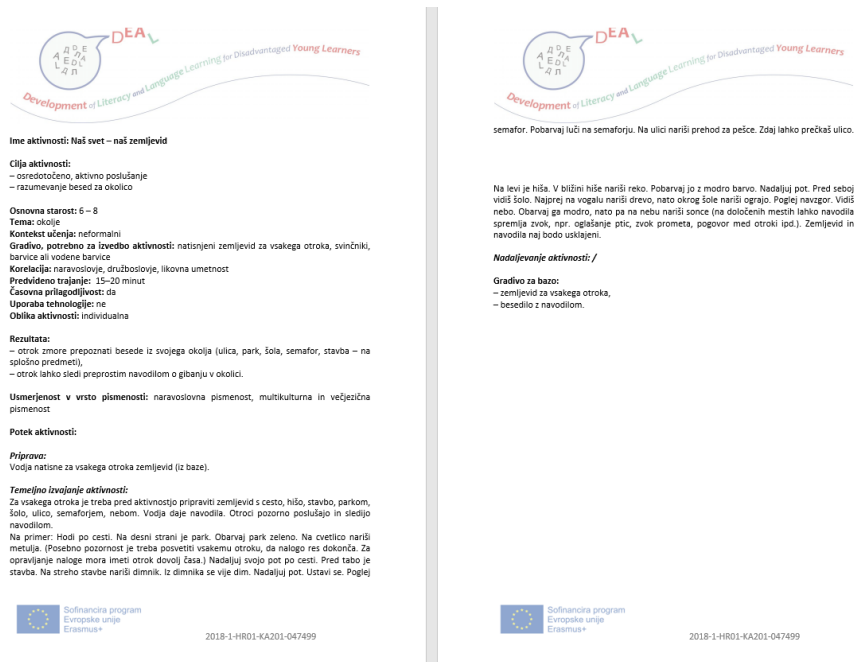 DEAL
Development of Literacy and Language Learning for Disadvantaged Young Learners
Ime aktivnosti: Naš svet – naš zemljevid
Cilja aktivnosti:
– osredotočeno, aktivno poslušanje
– razumevanje besed za okolico
Osnovna starost: 6 – 8
Tema: okolje
Kontekst učenja: neformalni
Gradivo, potrebno za izvedbo aktivnosti: natisnjeni zemljevid za vsakega otroka, svinčniki,
barvice ali vodene barvice
Korelacija: naravoslovje, družboslovje, likovna umetnost
Predvideno trajanje: 15–20 minut
Časovna prilagodljivost: da
Uporaba tehnologije: ne
Oblika aktivnosti: individualna
Rezultata:
– otrok zmore prepoznati besede iz svojega okolja (ulica, park, šola, semafor, stavba – na
splošno predmeti),
– otrok lahko sledi preprostim navodilom o gibanju v okolici.
Usmerjenost v vrsto pismenosti: naravoslovna pismenost, multikulturna in večjezična
pismenost
Potek aktivnosti:
Priprava:
Vodja natisne za vsakega otroka zemljevid (iz baze).
Temeljno izvajanje aktivnosti:
Za vsakega otroka je treba pred aktivnostjo pripraviti zemljevid s cesto, hišo, stavbo, parkom,
šolo, ulico, semaforjem, nebom. Vodja daje navodila. Otroci pozorno poslušajo in sledijo
navodilom.
Na primer: Hodi po cesti. Na desni strani je park. Obarvaj park zeleno. Na cvetlico nariši
metulja. (Posebno pozornost je treba posvetiti vsakemu otroku, da nalogo res dokonča. Za
opravljanje naloge mora imeti otrok dovolj časa.) Nadaljuj svojo pot po cesti. Pred tabo je
stavba. Na streho stavbe nariši dimnik. Iz dimnika se vije dim. Nadaljuj pot. Ustavi se. Poglej
Sofinancira program
Evropske unije
Erasmus+
2018-1-HR01-KA201-047499
DEAL
Development of Literacy and Language Learning for Disadvantaged Young Learners
semafor. Pobarvaj luči na semaforju. Na ulici nariši prehod za pešce. Zdaj lahko prečkaš ulico.
Na levi je hiša. V bližini hiše nariši reko. Pobarvaj jo z modro barvo. Nadaljuj pot. Pred seboj
vidiš šolo. Najprej na vogalu nariši drevo, nato okrog šole nariši ograjo. Poglej navzgor. Vidiš
nebo. Obarvaj ga modro, nato pa na nebu nariši sonce (na določenih mestih lahko navodila
spremlja zvok, npr. oglašanje ptic, zvok prometa, pogovor med otroki ipd.). Zemljevid in
navodila naj bodo usklajeni.
Nadaljevanje aktivnosti: /
Gradivo za bazo:
– zemljevid za vsakega otroka,
– besedilo z navodilom.
Sofinancira program
Evropske unije
Erasmus+
2018-1-HR01-KA201-047499